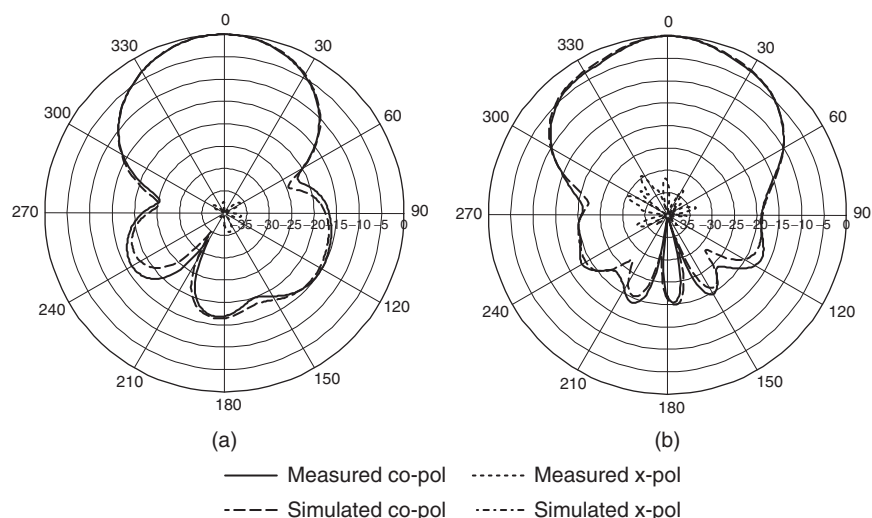 0 0
330 30 330 30
300 60 300 60
270 -35 -30 -25 -20 -15 -10 -5 0 90 270 -35 -30 -25 -20 -15 -10 -5 0 90
240 120 240 120
210 150 210 150
180 180
(a) (b)
Measured co-pol Measured x-pol
Simulated co-pol Simulated x-pol